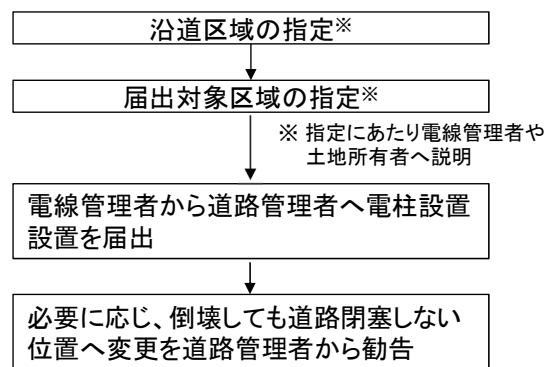 沿道区域の指定※
届出対象区域の指定※
※ 指定にあたり電線管理者や
土地所有者へ説明
電線管理者から道路管理者へ電柱設置
設置を届出
必要に応じ、倒壊しても道路閉塞しない
位置へ変更を道路管理者から勧告